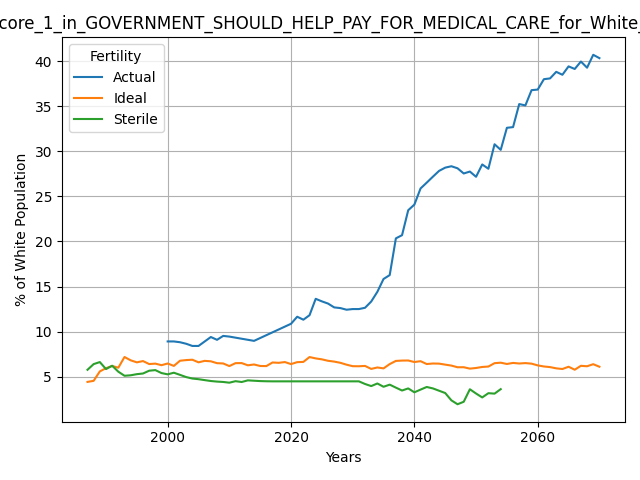 core_1_in_GOVERNMENT_SHOULD_HELP_PAY_FOR_MEDICAL_CARE_for_White_
Fertility
Actual
Ideal
Sterile
% of White Population
40
35
30
25
20
15
10
5
2000
2020
2040
2060
Years